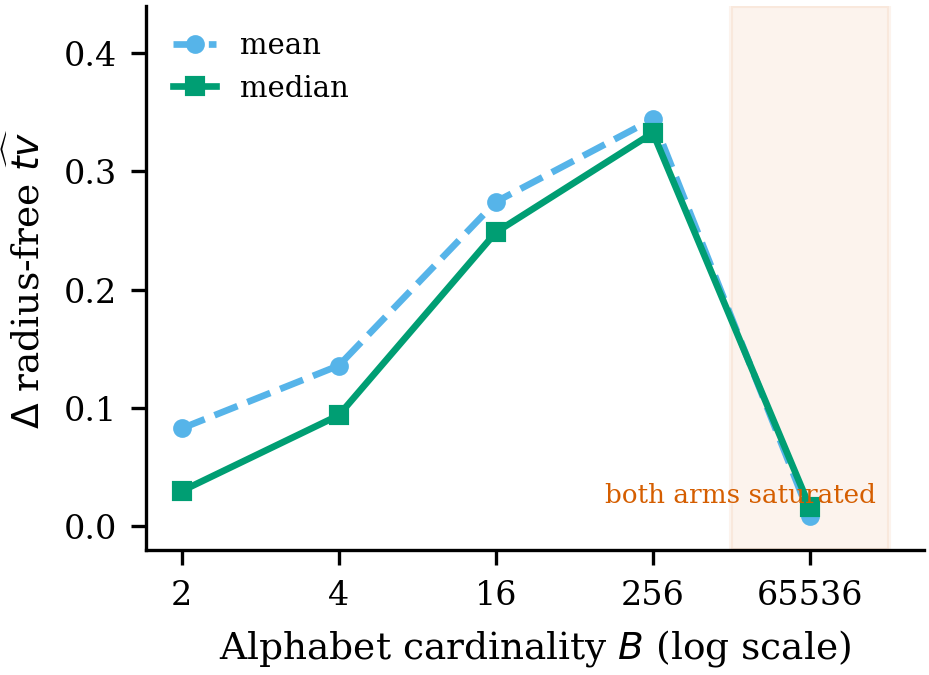 mean
median
0.4
0.3
0.2
0.1
0.0
Δ radius-free t̂v
both arms saturated
2 4 16 256 65536
Alphabet cardinality B (log scale)